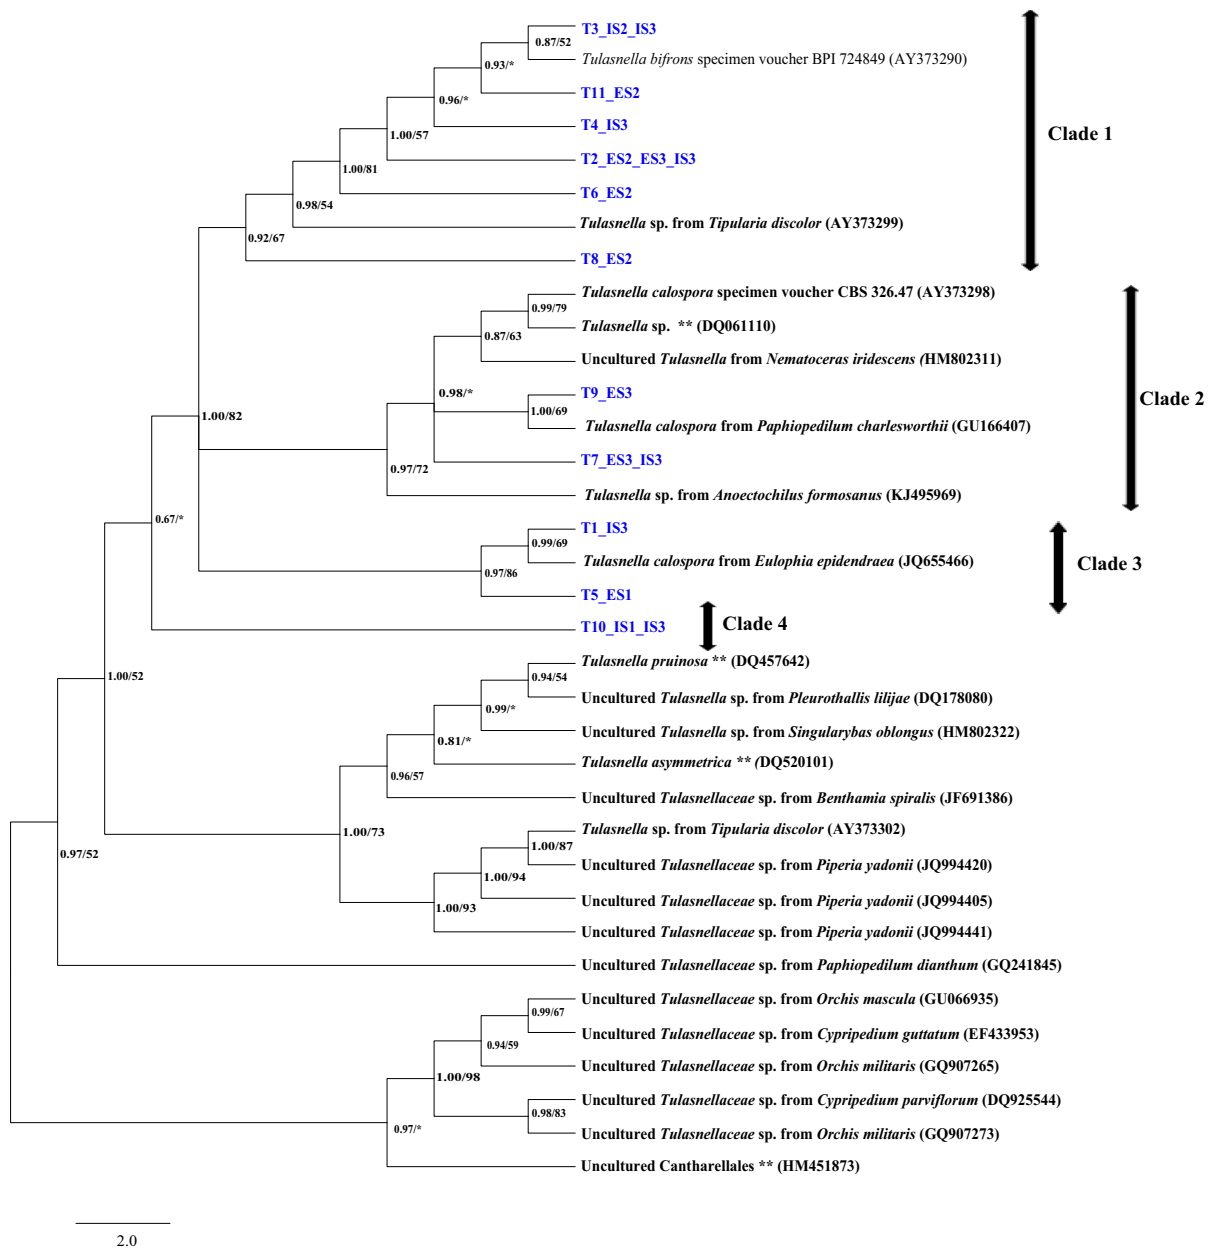 T3_IS2_IS3
0.87/52
Tulasnella bifrons specimen voucher BPI 724849 (AY373290)
0.93/*
T11_ES2
0.96/*
T4_IS3
1.00/57
Clade 1
T2_ES2_ES3_IS3
1.00/81
T6_ES2
0.98/54
Tulasnella sp. from Tipularia discolor (AY373299)
0.92/67
T8_ES2
Tulasnella calospora specimen voucher CBS 326.47 (AY373298)
0.99/79
Tulasnella sp. ** (DQ061110)
0.87/63
Uncultured Tulasnella from Nematoceras iridescens (HM802311)
0.98/*
T9_ES3
Clade 2
1.00/69
1.00/82
Tulasnella calospora from Paphiopedilum charlesworthii (GU166407)
T7_ES3_IS3
0.97/72
Tulasnella sp. from Anoectochilus formosanus (KJ495969)
0.67/*
T1_IS3
0.99/69
Tulasnella calospora from Eulophia epidendraea (JQ655466)
Clade 3
0.97/86
T5_ES1
T10_IS1_IS3
Clade 4
Tulasnella pruinosa ** (DQ457642)
1.00/52
0.94/54
Uncultured Tulasnella sp. from Pleurothallis lilijae (DQ178080)
0.99/*
Uncultured Tulasnella sp. from Singularybas oblongus (HM802322)
0.81/*
Tulasnella asymmetrica ** (DQ520101)
0.96/57
Uncultured Tulasnellaceae sp. from Benthamia spiralis (JF691386)
1.00/73
Tulasnella sp. from Tipularia discolor (AY373302)
1.00/87
0.97/52
Uncultured Tulasnellaceae sp. from Piperia yadonii (JQ994420)
1.00/94
Uncultured Tulasnellaceae sp. from Piperia yadonii (JQ994405)
1.00/93
Uncultured Tulasnellaceae sp. from Piperia yadonii (JQ994441)
Uncultured Tulasnellaceae sp. from Paphiopedilum dianthum (GQ241845)
Uncultured Tulasnellaceae sp. from Orchis mascula (GU066935)
0.99/67
Uncultured Tulasnellaceae sp. from Cypripedium guttatum (EF433953)
0.94/59
Uncultured Tulasnellaceae sp. from Orchis militaris (GQ907265)
1.00/98
Uncultured Tulasnellaceae sp. from Cypripedium parviflorum (DQ925544)
0.98/83
0.97/*
Uncultured Tulasnellaceae sp. from Orchis militaris (GQ907273)
Uncultured Cantharellales ** (HM451873)
2.0